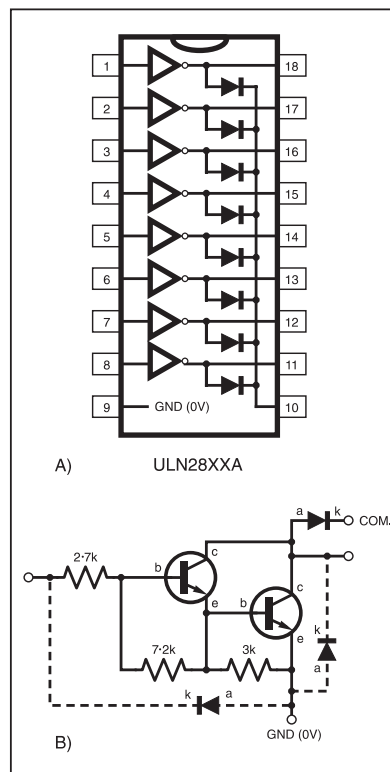 1 18
2 17
3 16
4 15
5 14
6 13
7 12
8 11
9 GND (0V) 10
A) ULN28XXA
a k
COM.
2·7k
c
b
e
c
b
e
k
a
7·2k 3k
k a
GND (0V)
B)